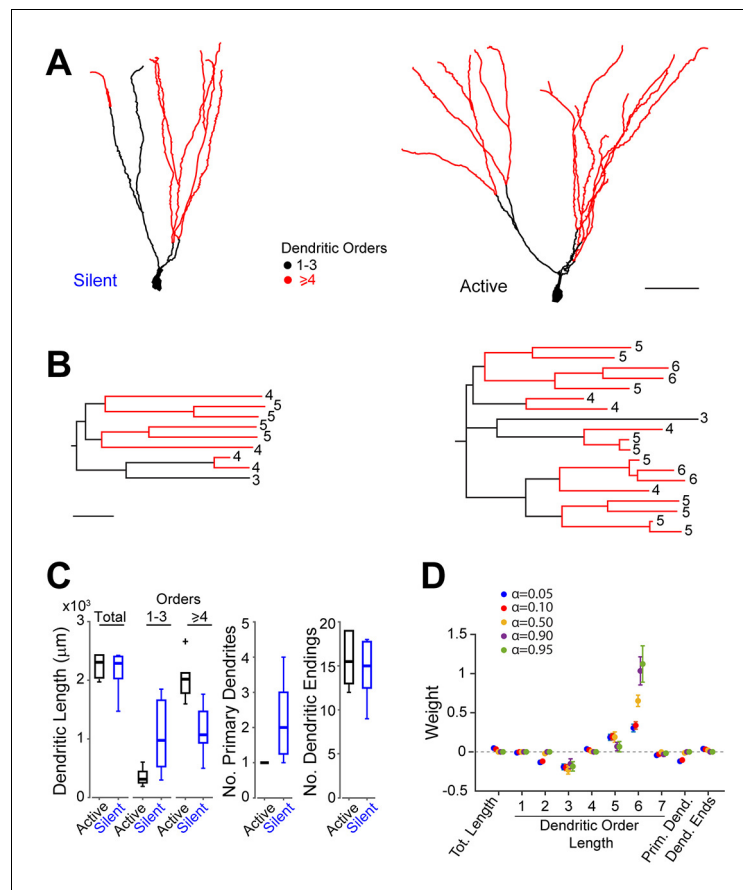 A
Dendritic Orders
1-3
⩾4
Silent
Active
B
4
5
5
5
5
4
4
4
3
5
5
6
6
5
4
4
3
4
5
5
5
6
6
4
5
5
5
5
C
x10³
Orders
Total 1-3 ≥4
Dendritic Length (μm)
3
2
1
0
Active
Silent
Active
Silent
Active
Silent
No. Primary Dendrites
5
4
3
2
1
0
Active
Silent
No. Dendritic Endings
20
15
10
5
0
Active
Silent
D
α=0.05
α=0.10
α=0.50
α=0.90
α=0.95
Weight
1.5
1
0.5
0
-0.5
Tot. Length
1 2 3 4 5 6 7
Dendritic Order
Length
Prim. Dend.
Dend. Ends